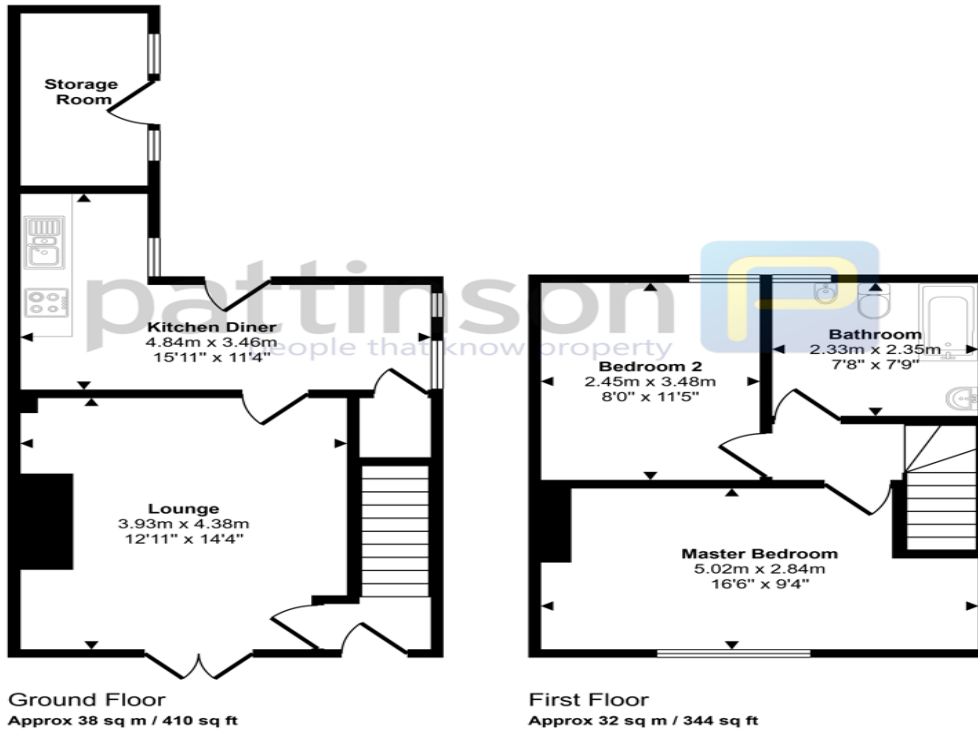 Storage
Room
pattinson
P
people that know property
Kitchen Diner
4.84m x 3.46m
15'11" x 11'4"
Lounge
3.93m x 4.38m
12'11" x 14'4"
Ground Floor
Approx 38 sq m / 410 sq ft
Bedroom 2
2.45m x 3.48m
8'0" x 11'5"
Bathroom
2.33m x 2.35m
7'8" x 7'9"
Master Bedroom
5.02m x 2.84m
16'6" x 9'4"
First Floor
Approx 32 sq m / 344 sq ft